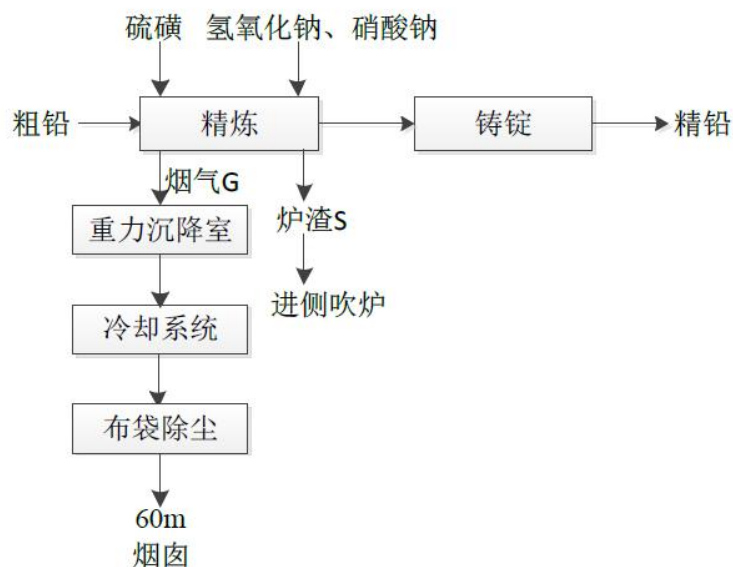 硫磺 氢氧化钠、硝酸钠
粗铅 精炼 铸锭 精铅
烟气G
炉渣S
重力沉降室
进侧吹炉
冷却系统
布袋除尘
60m
烟囱